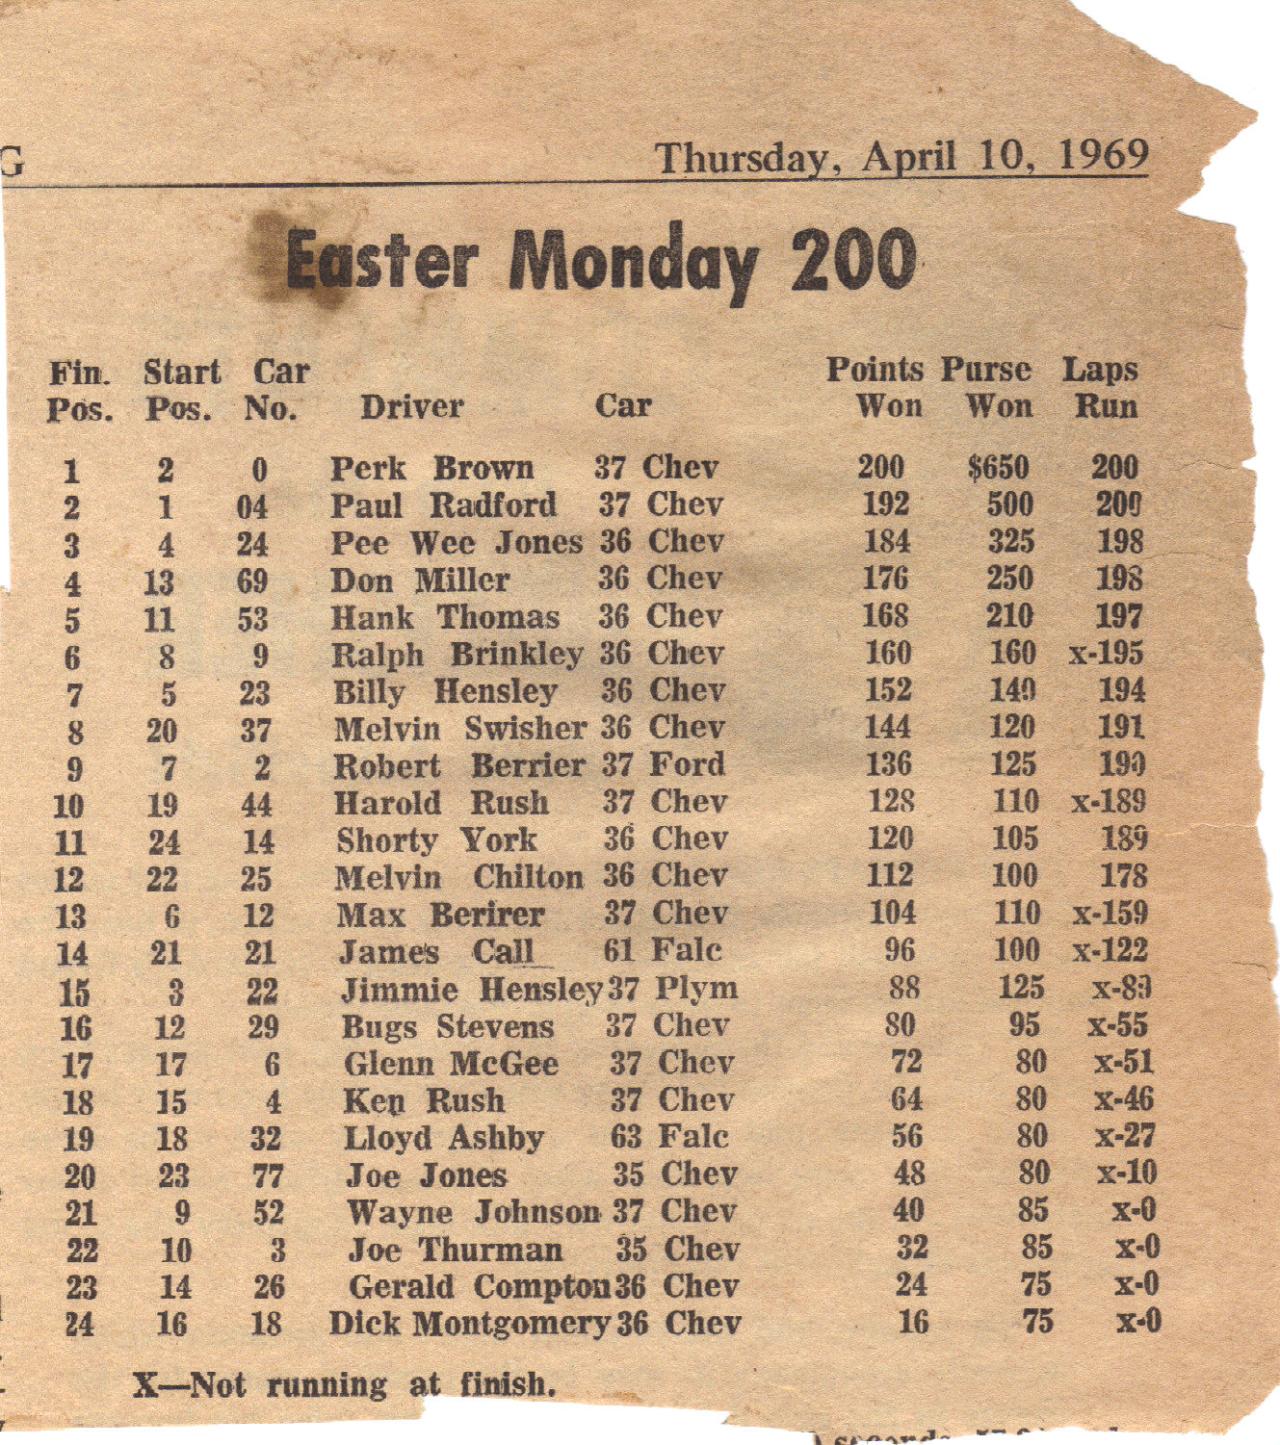 G
Thursday, April 10, 1969
Easter Monday 200
Fin. Start Car Points Purse Laps
Pos. Pos. No. Driver Car Won Won Run
1 2 0 Perk Brown 37 Chev 200 $650 200
2 1 04 Paul Radford 37 Chev 192 500 200
3 4 24 Pee Wee Jones 36 Chev 184 325 198
4 13 69 Don Miller 36 Chev 176 250 198
5 11 53 Hank Thomas 36 Chev 168 210 197
6 8 9 Ralph Brinkley 36 Chev 160 160 x-195
7 5 23 Billy Hensley 36 Chev 152 140 194
8 20 37 Melvin Swisher 36 Chev 144 120 191
9 7 2 Robert Berrier 37 Ford 136 125 190
10 19 44 Harold Rush 37 Chev 128 110 x-189
11 24 14 Shorty York 36 Chev 120 105 189
12 22 25 Melvin Chilton 36 Chev 112 100 178
13 6 12 Max Berirer 37 Chev 104 110 x-159
14 21 21 James Call 61 Falc 96 100 x-122
15 3 22 Jimmie Hensley 37 Plym 88 125
16 12 29 Bugs Stevens 37 Chev 80 95 x-55
17 17 6 Glenn McGee 37 Chev 72 80 x-51
18 15 4 Ken Rush 37 Chev 64 80 x-46
19 18 32 Lloyd Ashby 63 Falc 56 80 x-27
20 23 77 Joe Jones 35 Chev 48 80 x-10
21 9 52 Wayne Johnson 37 Chev 40 85 x-0
22 10 3 Joe Thurman 35 Chev 32 85 x-0
23 14 26 Gerald Compton 36 Chev 24 75 x-0
24 16 18 Dick Montgomery 36 Chev 16 75 x-0
X—Not running at finish.